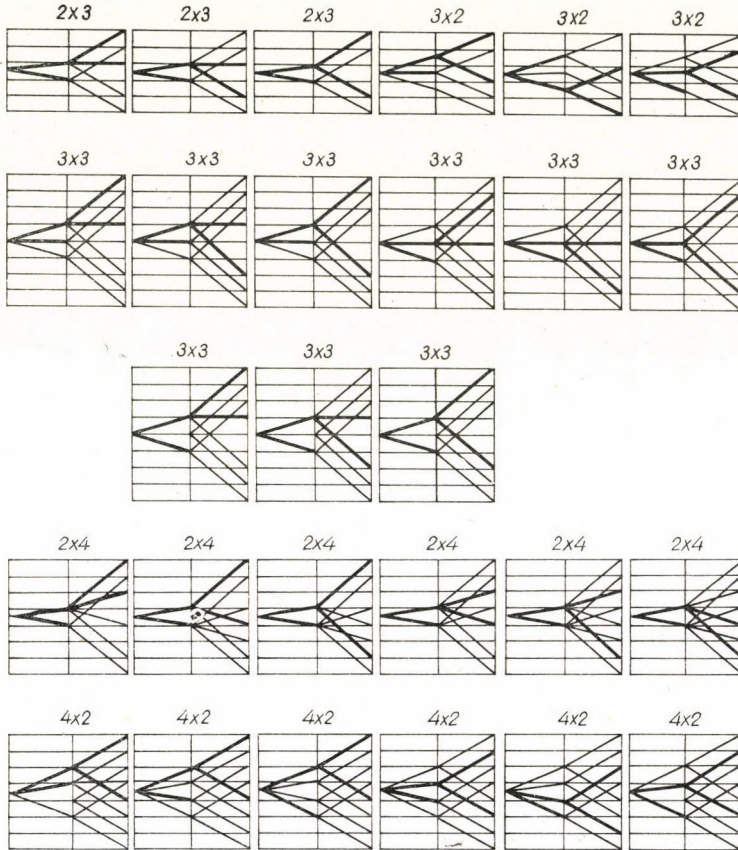 2x3 2x3 2x3 3x2 3x2 3x2
3x3 3x3 3x3 3x3 3x3 3x3
3x3 3x3 3x3
2x4 2x4 2x4 2x4 2x4 2x4
4x2 4x2 4x2 4x2 4x2 4x2